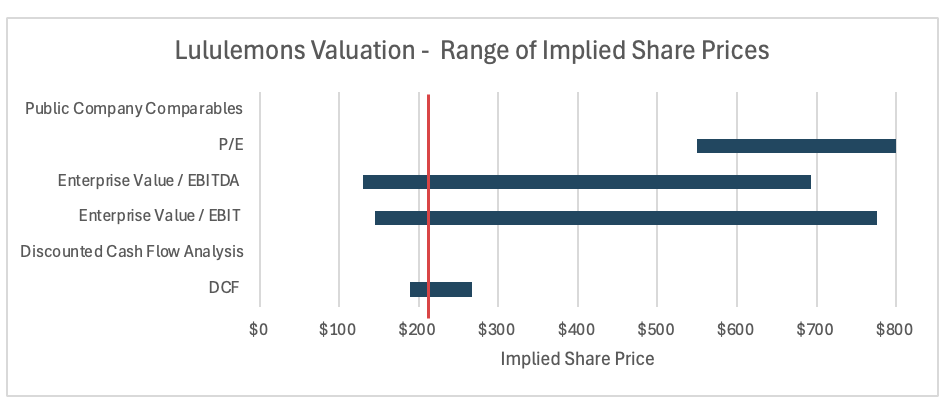 Lululemons Valuation -  Range of Implied Share Prices
Public Company Comparables
P/E
Enterprise Value / EBITDA
Enterprise Value / EBIT
Discounted Cash Flow Analysis
DCF
$0 $100 $200 $300 $400 $500 $600 $700 $800
Implied Share Price